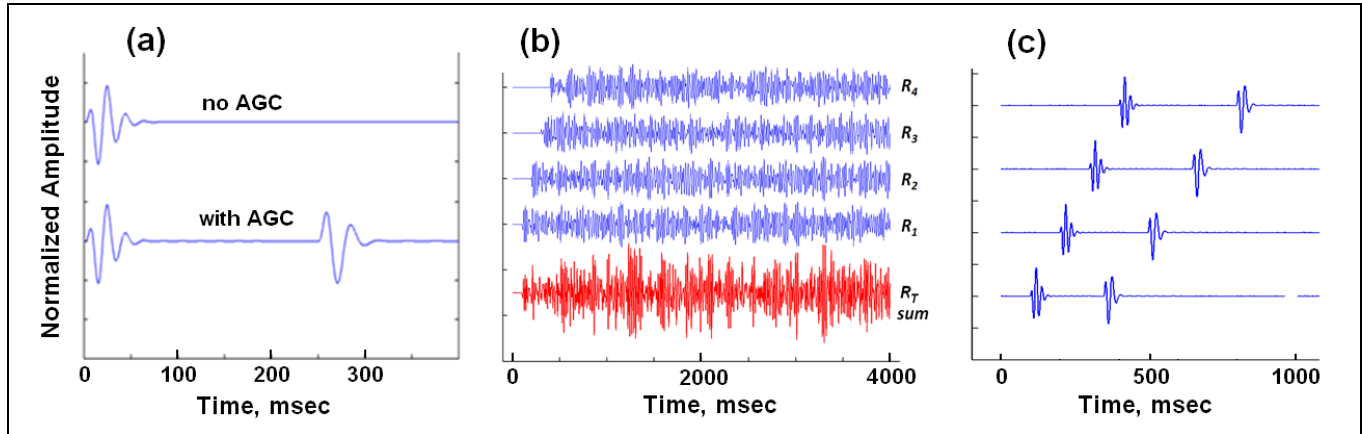 (a)
Normalized Amplitude
no AGC
with AGC
0 100 200 300
Time, msec
(b)
R4
R3
R2
R1
RT
sum
0 2000 4000
Time, msec
(c)
0 500 1000
Time, msec